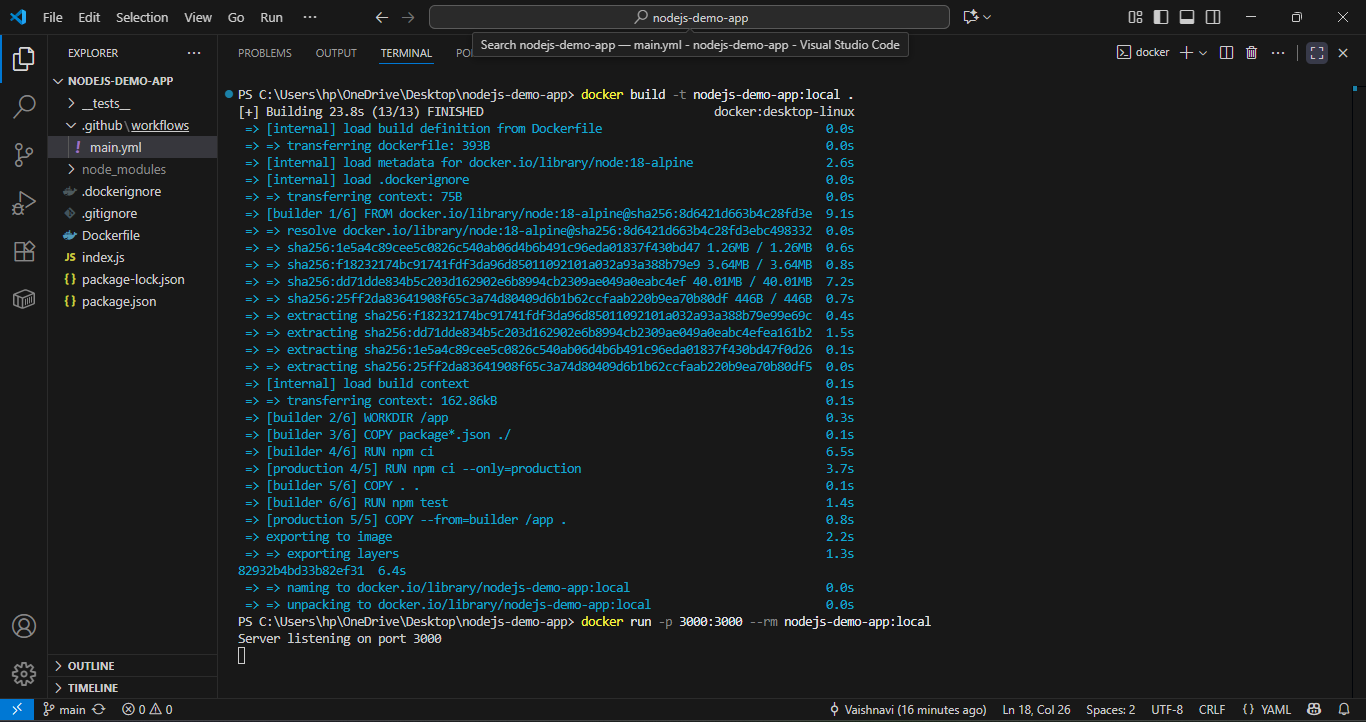 File Edit Selection View Go Run ··· nodejs-demo-app
Search nodejs-demo-app — main.yml - nodejs-demo-app - Visual Studio Code
EXPLORER ···
NODEJS-DEMO-APP
__tests__
.github\workflows
! main.yml
node_modules
.dockerignore
.gitignore
Dockerfile
JS index.js
{} package-lock.json
{} package.json
OUTLINE
TIMELINE
PROBLEMS OUTPUT TERMINAL docker ···
PS C:\Users\hp\OneDrive\Desktop\nodejs-demo-app> docker build -t nodejs-demo-app:local .
[+] Building 23.8s (13/13) FINISHED docker:desktop-linux
=> [internal] load build definition from Dockerfile 0.0s
=> => transferring dockerfile: 393B 0.0s
=> [internal] load metadata for docker.io/library/node:18-alpine 2.6s
=> [internal] load .dockerignore 0.0s
=> => transferring context: 75B 0.0s
=> [builder 1/6] FROM docker.io/library/node:18-alpine@sha256:8d6421d663b4c28fd3e 9.1s
=> => resolve docker.io/library/node:18-alpine@sha256:8d6421d663b4c28fd3ebc498332 0.0s
=> => sha256:1e5a4c89cee5c0826c540ab06d4b6b491c96eda01837f430bd47 1.26MB / 1.26MB 0.6s
=> => sha256:f18232174bc91741fdf3da96d85011092101a032a93a388b79e9 3.64MB / 3.64MB 0.8s
=> => sha256:dd71dde834b5c203d162902e6b8994cb2309ae049a0eabc4ef 40.01MB / 40.01MB 7.2s
=> => sha256:25ff2da83641908f65c3a74d80409d6b1b62ccfaab220b9ea70b80df 446B / 446B 0.7s
=> => extracting sha256:f18232174bc91741fdf3da96d85011092101a032a93a388b79e99e69c 0.4s
=> => extracting sha256:dd71dde834b5c203d162902e6b8994cb2309ae049a0eabc4efea161b2 1.5s
=> => extracting sha256:1e5a4c89cee5c0826c540ab06d4b6b491c96eda01837f430bd47f0d26 0.1s
=> => extracting sha256:25ff2da83641908f65c3a74d80409d6b1b62ccfaab220b9ea70b80df5 0.0s
=> [internal] load build context 0.1s
=> => transferring context: 162.86kB 0.1s
=> [builder 2/6] WORKDIR /app 0.3s
=> [builder 3/6] COPY package*.json ./ 0.1s
=> [builder 4/6] RUN npm ci 6.5s
=> [production 4/5] RUN npm ci --only=production 3.7s
=> [builder 5/6] COPY . . 0.1s
=> [builder 6/6] RUN npm test 1.4s
=> [production 5/5] COPY --from=builder /app . 0.8s
=> exporting to image 2.2s
=> => exporting layers 1.3s
82932b4bd33b82ef31 6.4s
=> => naming to docker.io/library/nodejs-demo-app:local 0.0s
=> => unpacking to docker.io/library/nodejs-demo-app:local 0.0s
PS C:\Users\hp\OneDrive\Desktop\nodejs-demo-app> docker run -p 3000:3000 --rm nodejs-demo-app:local
Server listening on port 3000
main 0 0 Vaishnavi (16 minutes ago) Ln 18, Col 26 Spaces: 2 UTF-8 CRLF {} YAML